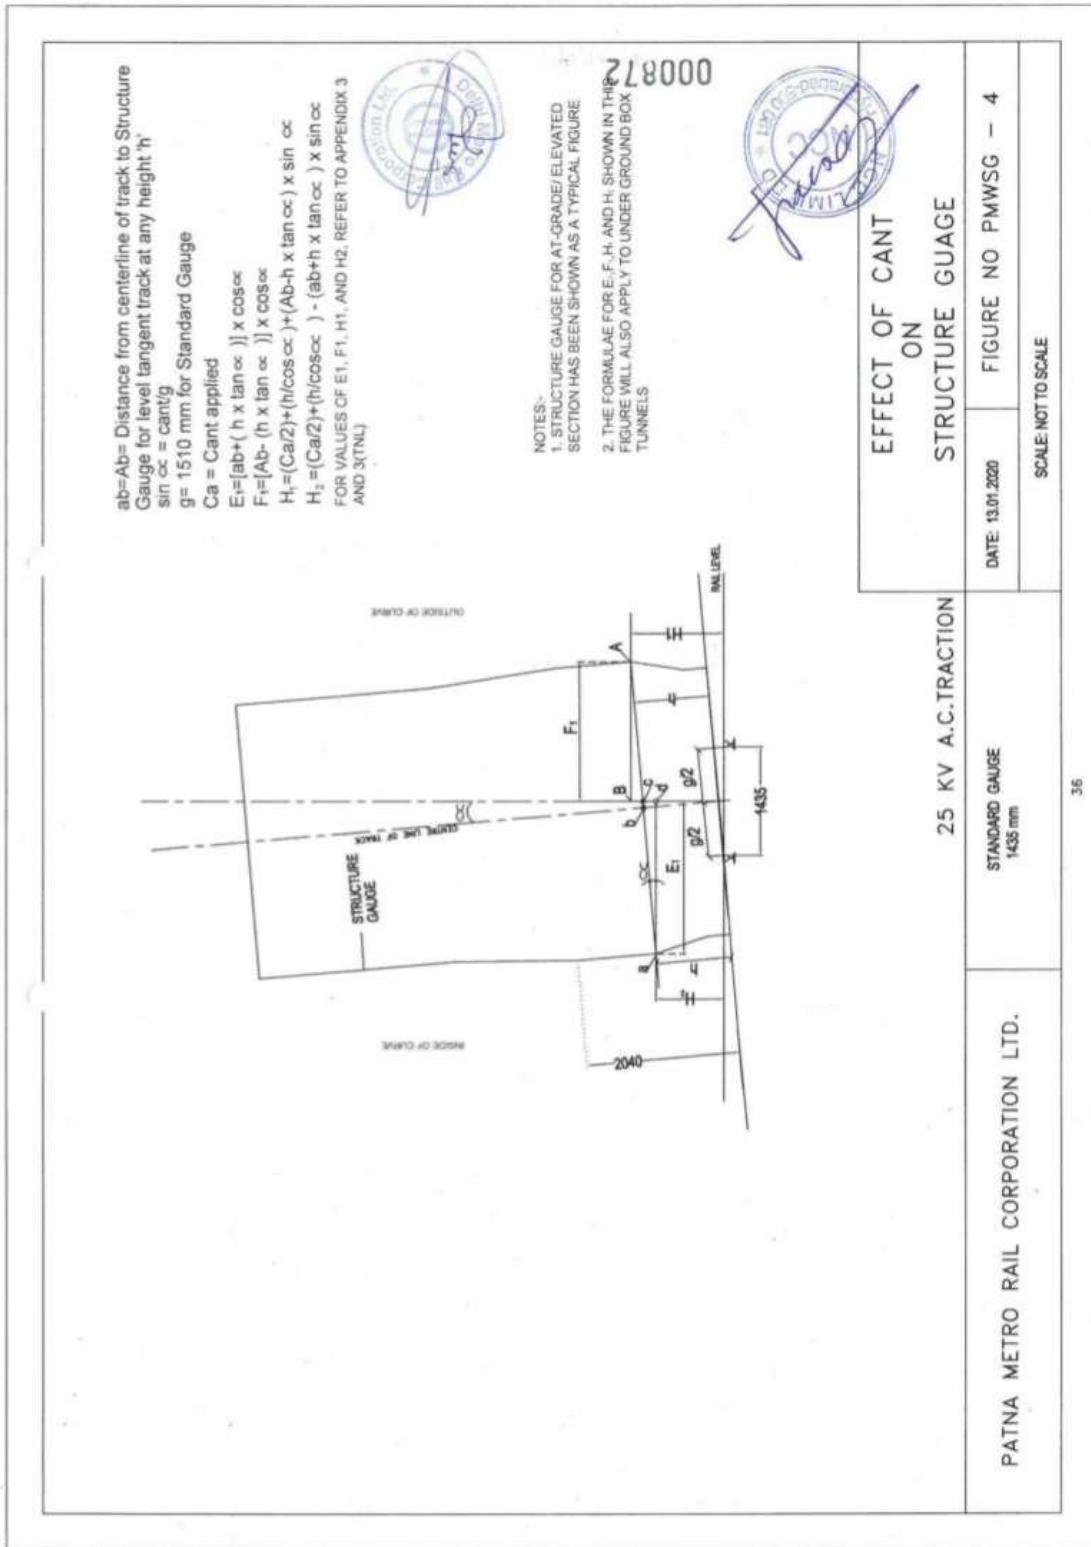 ab=Ab= Distance from centerline of track to Structure
Gauge for level tangent track at any height 'h'
sin ∝ = cant/g
g= 1510 mm for Standard Gauge
Ca = Cant applied
E₁=[ab+( h x tan ∝ )] x cos∝
F₁=[Ab- (h x tan ∝ )] x cos∝
H₁=(Ca/2)+(h/cos∝ )+(Ab-h x tan ∝ ) x sin ∝
H₂ =(Ca/2)+(h/cos∝ ) - (ab+h x tan ∝ ) x sin ∝
FOR VALUES OF E1, F1, H1, AND H2, REFER TO APPENDIX 3
AND 3(TNL)
NOTES:-
1. STRUCTURE GAUGE FOR AT-GRADE/ ELEVATED
SECTION HAS BEEN SHOWN AS A TYPICAL FIGURE
2. THE FORMULAE FOR E, F, H, AND H, SHOWN IN THIS
FIGURE WILL ALSO APPLY TO UNDER GROUND BOX
TUNNELS
000872
STRUCTURE
GAUGE
CENTRE LINE OF TRACK
INSIDE OF CURVE
OUTSIDE OF CURVE
∝
F₁
B
A
b
c
d
∝
E₁
a
h
h
H
H
2040
g/2
g/2
1435
RAIL LEVEL
25 KV A.C.TRACTION
EFFECT OF CANT
ON
STRUCTURE GUAGE
PATNA METRO RAIL CORPORATION LTD.
STANDARD GAUGE
1435 mm
DATE: 13.01.2020
FIGURE NO PMWSG - 4
SCALE: NOT TO SCALE
36